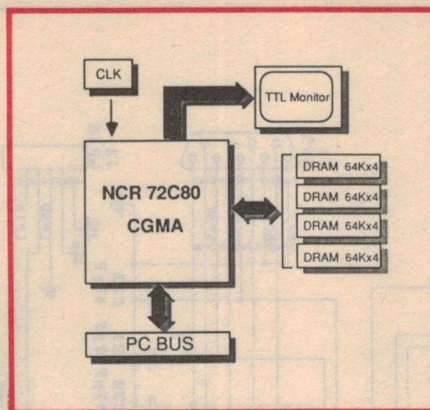 CLK
TTL Monitor
NCR 72C80
CGMA
DRAM 64Kx4
DRAM 64Kx4
DRAM 64Kx4
DRAM 64Kx4
PC BUS